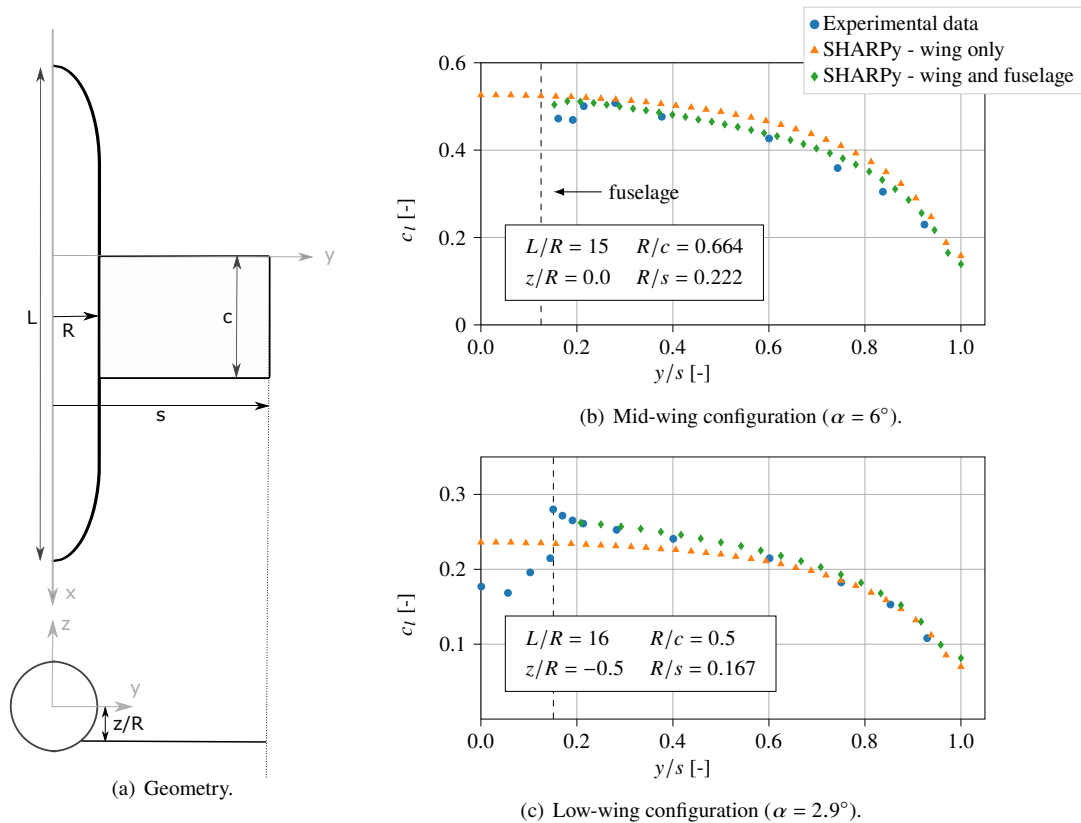 y
L
R
c
s
x
z
y
z/R
(a) Geometry.
Experimental data
SHARPy - wing only
SHARPy - wing and fuselage
0.6
0.4
0.2
0
c_l [-]
fuselage
L/R = 15 R/c = 0.664
z/R = 0.0 R/s = 0.222
0.0 0.2 0.4 0.6 0.8 1.0
y/s [-]
(b) Mid-wing configuration (α = 6°).
0.3
0.2
0.1
c_l [-]
L/R = 16 R/c = 0.5
z/R = −0.5 R/s = 0.167
0.0 0.2 0.4 0.6 0.8 1.0
y/s [-]
(c) Low-wing configuration (α = 2.9°).